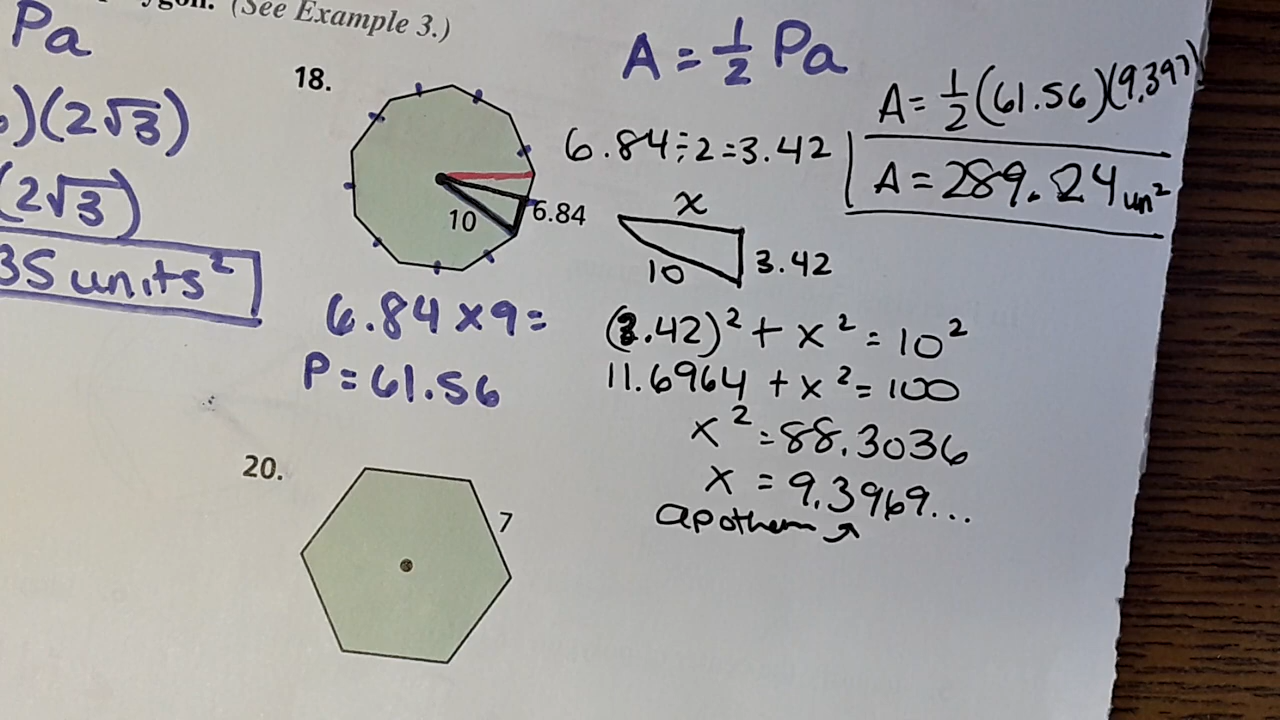 (See Example 3.)
Pa
)(2√3)
(2√3)
35 units²
18.
10
6.84
6.84 x 9 =
P = 61.56
A = 1/2 Pa
6.84 ÷ 2 = 3.42
x
10
3.42
(3.42)² + x² = 10²
11.6964 + x² = 100
x² = 88.3036
x = 9.3969...
apothem
A = 1/2 (61.56)(9.397)
A = 289.24 un²
20.
7